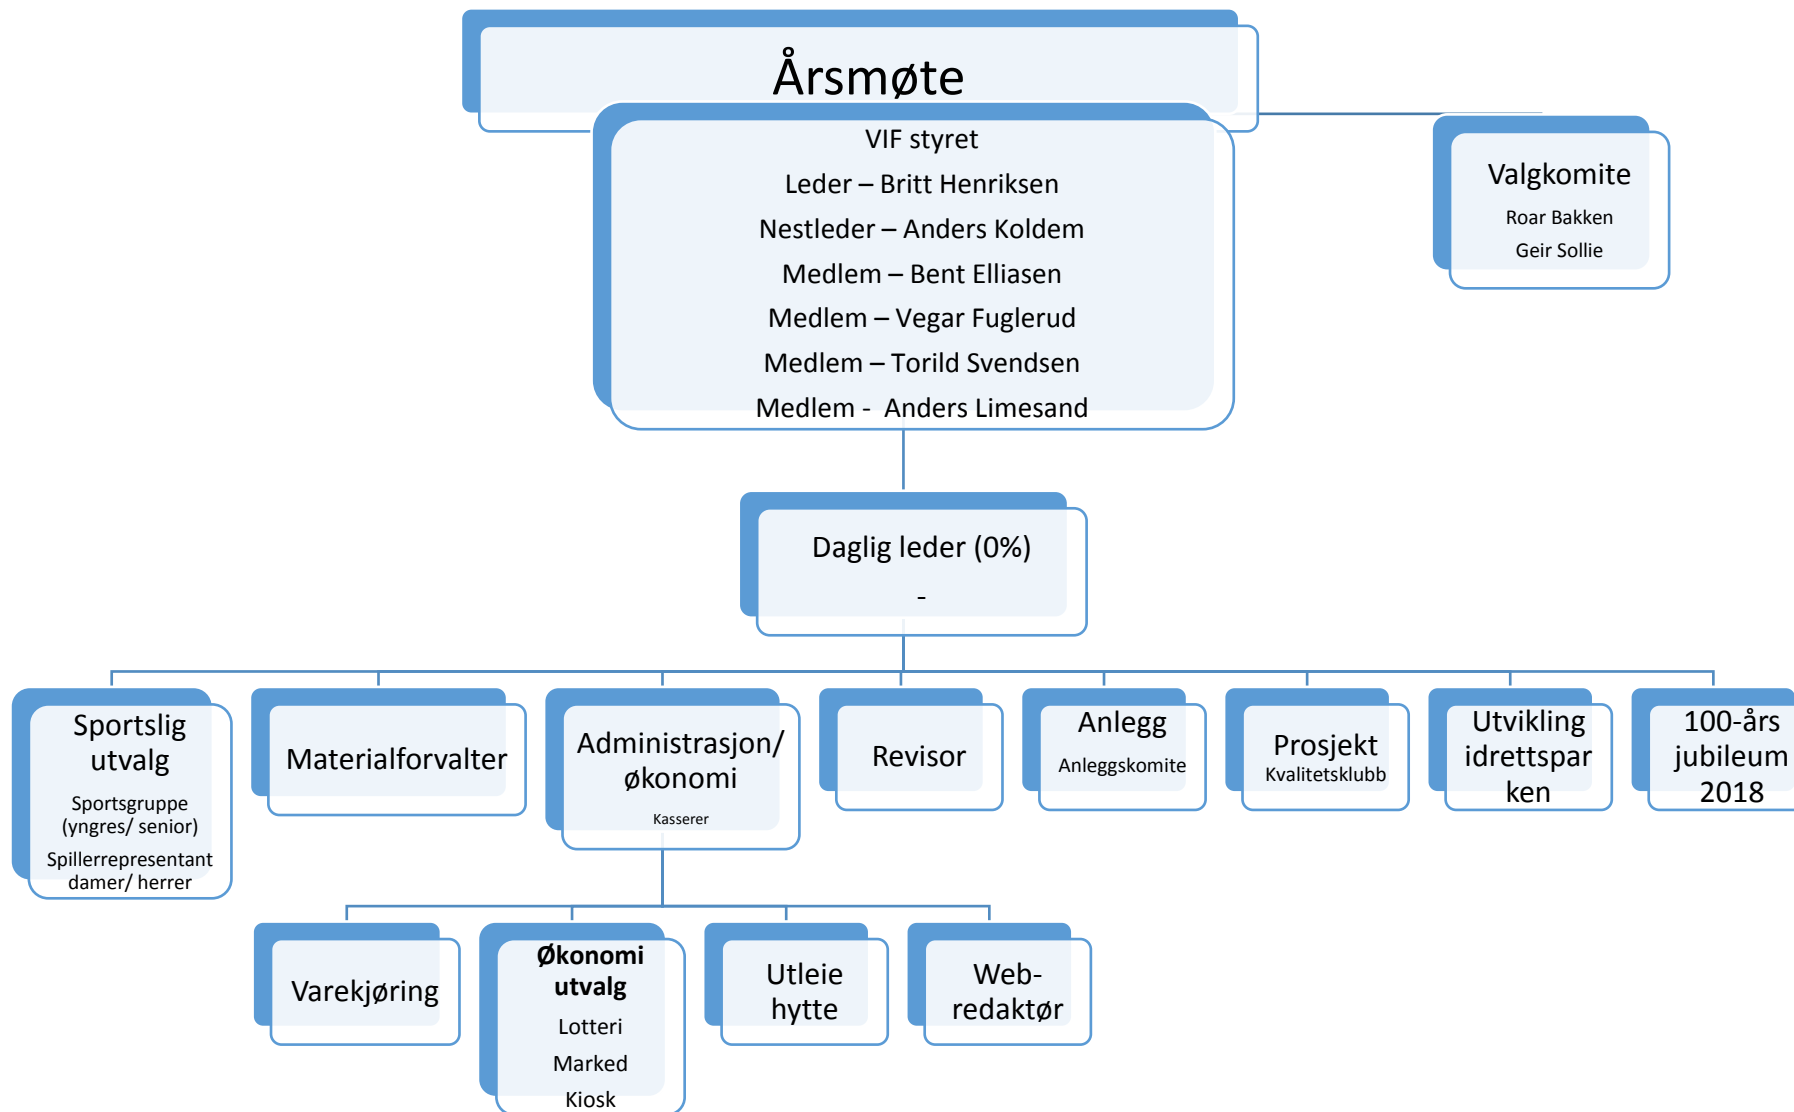 Årsmøte
VIF styret
Leder – Britt Henriksen
Nestleder – Anders Koldem
Medlem – Bent Elliasen
Medlem – Vegar Fuglerud
Medlem – Torild Svendsen
Medlem - Anders Limesand
Valgkomite
Roar Bakken
Geir Sollie
Daglig leder (0%)
-
Sportslig
utvalg
Sportsgruppe
(yngres/ senior)
Spillerrepresentant
damer/ herrer
Materialforvalter
Administrasjon/
økonomi
Kasserer
Revisor
Anlegg
Anleggskomite
Prosjekt
Kvalitetsklubb
Utvikling
idrettspar
ken
100-års
jubileum
2018
Varekjøring
Økonomi
utvalg
Lotteri
Marked
Kiosk
Utleie
hytte
Web-
redaktør